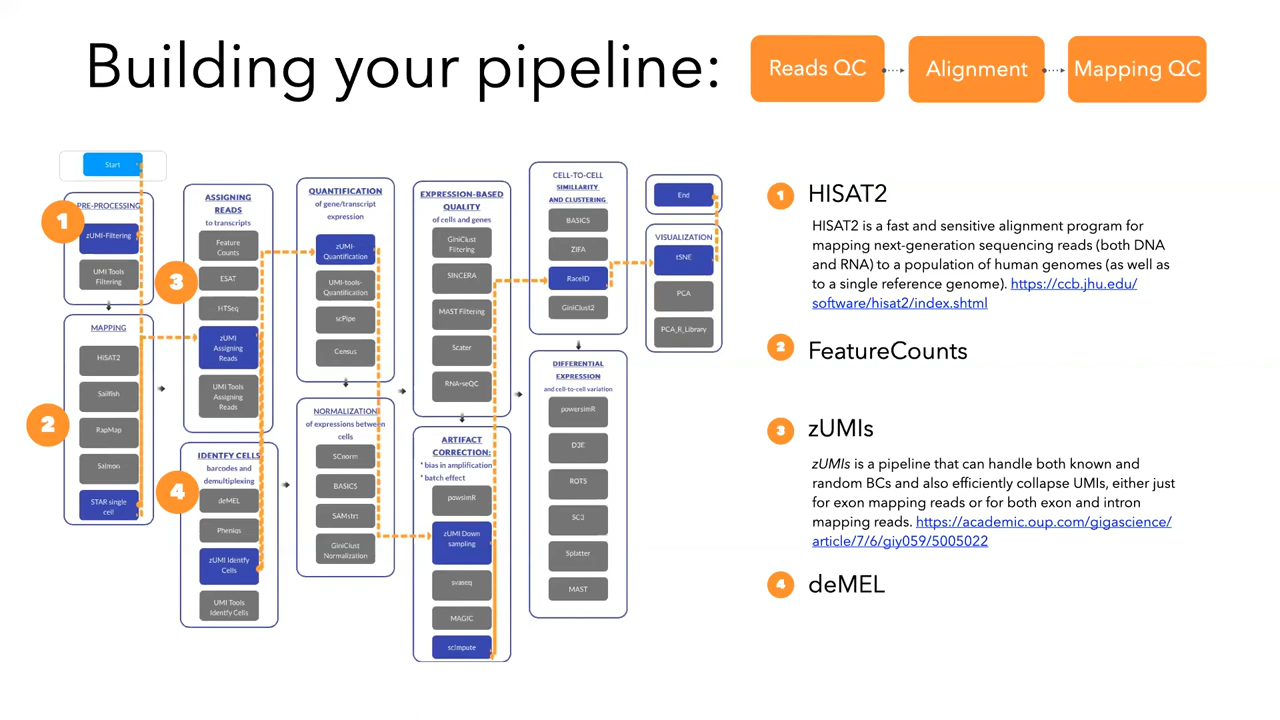 Building your pipeline:
Reads QC
Alignment
Mapping QC
Start
1
PRE-PROCESSING
zUMI-Filtering
UMI Tools
Filtering
MAPPING
HiSAT2
Sailfish
RapMap
2
Salmon
STAR single
cell
ASSIGNING
READS
to transcripts
Feature
Counts
3
ESAT
HTSeq
zUMI
Assigning
Reads
UMI Tools
Assigning
Reads
IDENTFY CELLS
barcodes and
demultiplexing
4
deMEL
Pheniqs
zUMI Identify
Cells
UMI Tools
Identify Cells
QUANTIFICATION
of gene/transcript
expression
zUMI-
Quantification
UMI-tools-
Quantification
scPipe
Census
NORMALIZATION
of expressions between
cells
SCnorm
BASICS
SAMstrt
GiniClust
Normalization
EXPRESSION-BASED
QUALITY
of cells and genes
GiniClust
Filtering
SINCERA
MAST Filtering
Scater
RNA-seQC
ARTIFACT
CORRECTION:
* bias in amplification
* batch effect
powsimR
zUMI Down
sampling
svaseq
MAGIC
scImpute
CELL-TO-CELL
SIMILLARITY
AND CLUSTERING
BASICS
ZIFA
RaceID
GiniClust2
DIFFERENTIAL
EXPRESSION
and cell-to-cell variation
powersimR
D3E
ROTS
SC3
Splatter
MAST
End
VISUALIZATION
tSNE
PCA
PCA_R_Library
1 HISAT2
HISAT2 is a fast and sensitive alignment program for
mapping next-generation sequencing reads (both DNA
and RNA) to a population of human genomes (as well as
to a single reference genome). https://ccb.jhu.edu/
software/hisat2/index.shtml
2 FeatureCounts
3 zUMIs
zUMIs is a pipeline that can handle both known and
random BCs and also efficiently collapse UMIs, either just
for exon mapping reads or for both exon and intron
mapping reads. https://academic.oup.com/gigascience/
article/7/6/giy059/5005022
4 deMEL